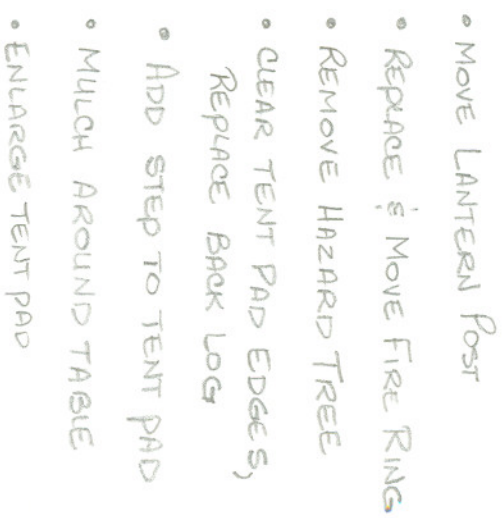 • MOVE LANTERN POST
• REPLACE & MOVE FIRE RING
• REMOVE HAZARD TREE
• CLEAR TENT PAD EDGES,
REPLACE BACK LOG
• ADD STEP TO TENT PAD
• MULCH AROUND TABLE
• ENLARGE TENT PAD